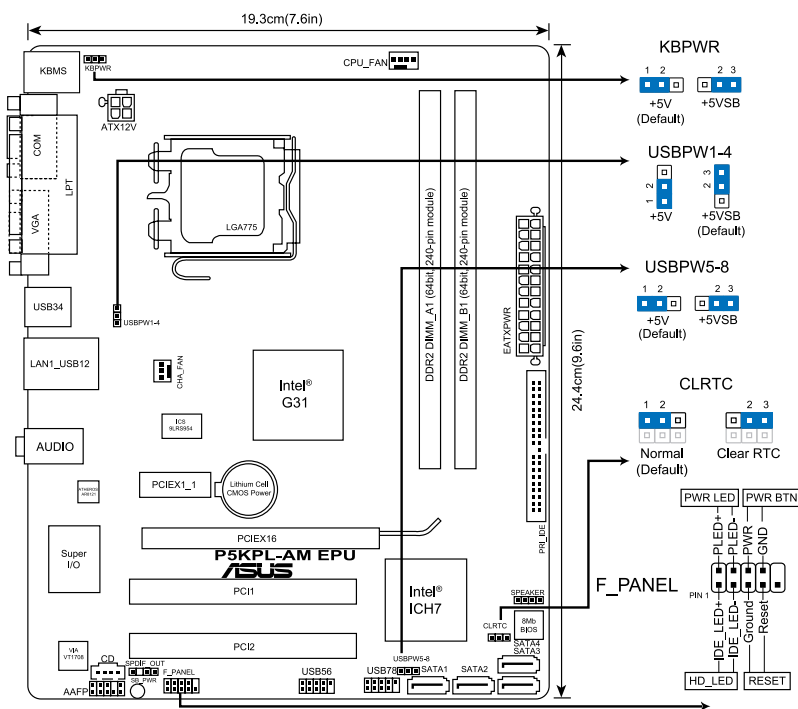 19.3cm(7.6in)
KBMS
KBPWR
CPU_FAN
KBPWR
1 2
2 3
+5V
(Default)
+5VSB
ATX12V
COM
LPT
VGA
LGA775
DDR2 DIMM_A1 (64bit, 240-pin module)
DDR2 DIMM_B1 (64bit, 240-pin module)
EATXPWR
24.4cm(9.6in)
USBPW1-4
1 2
2 3
+5V
+5VSB
(Default)
USB34
USBPW1-4
USBPW5-8
1 2
2 3
+5V
(Default)
+5VSB
LAN1_USB12
CHA_FAN
Intel®
G31
ICS
9LRS954
CLRTC
1 2
2 3
Normal
(Default)
Clear RTC
AUDIO
ATHEROS
AR8121
PCIEX1_1
Lithium Cell
CMOS Power
PRI_IDE
PCIEX16
Super
I/O
P5KPL-AM EPU
ASUS
PCI1
Intel®
ICH7
SPEAKER
CLRTC
8Mb
BIOS
PCI2
VIA
VT1708
CD
SPDIF_OUT
SB_PWR
F_PANEL
AAFP
USB56
USB78
USBPW5-8
SATA4
SATA3
SATA1
SATA2
F_PANEL
PWR LED
PWR BTN
PLED+
PLED-
PWR
GND
PIN 1
IDE_LED+
IDE_LED-
Ground
Reset
HD_LED
RESET